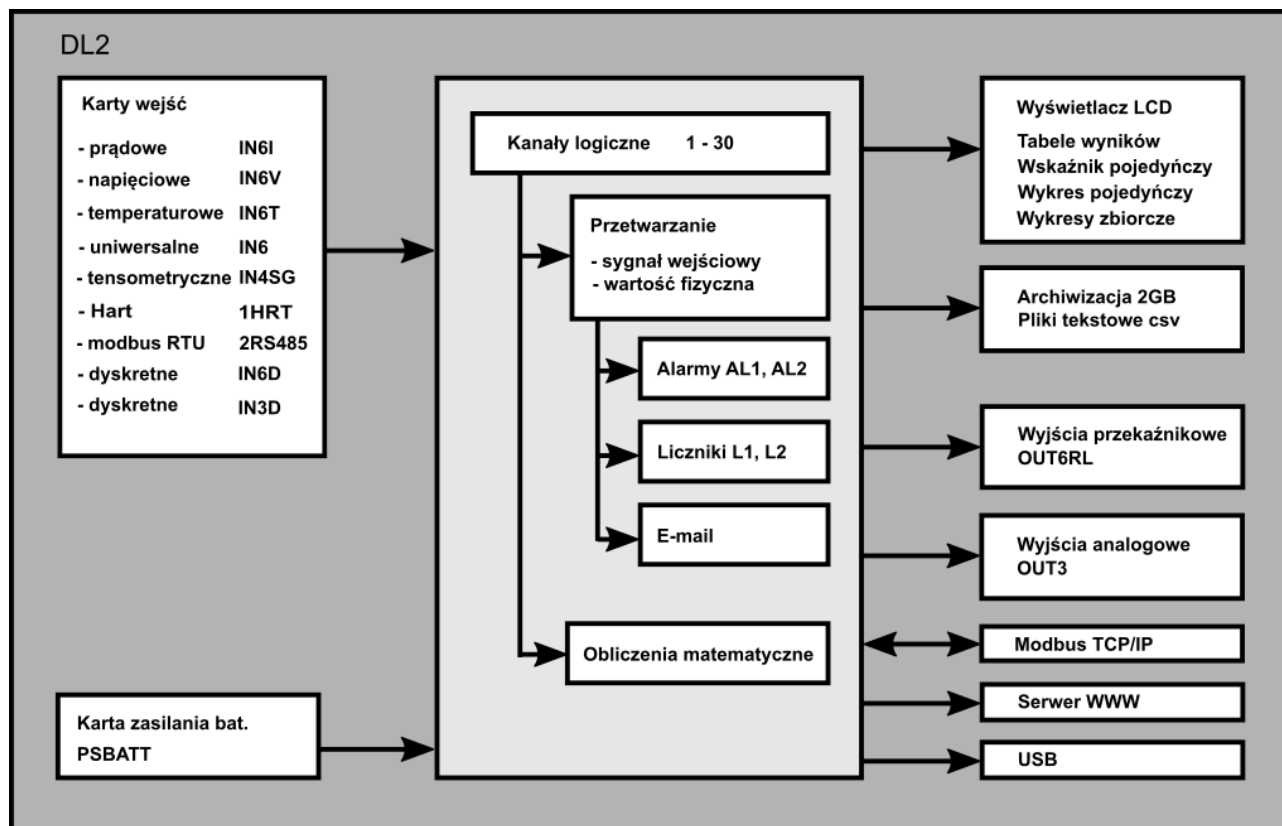 DL2
Karty wejść
- prądowe IN6I
- napięciowe IN6V
- temperaturowe IN6T
- uniwersalne IN6
- tensometryczne IN4SG
- Hart 1HRT
- modbus RTU 2RS485
- dyskretne IN6D
- dyskretne IN3D
Karta zasilania bat.
PSBATT
Kanały logiczne 1 - 30
Przetwarzanie
- sygnał wejściowy
- wartość fizyczna
Alarmy AL1, AL2
Liczniki L1, L2
E-mail
Obliczenia matematyczne
Wyświetlacz LCD
Tabele wyników
Wskaźnik pojedyńczy
Wykres pojedyńczy
Wykresy zbiorcze
Archiwizacja 2GB
Pliki tekstowe csv
Wyjścia przekaźnikowe
OUT6RL
Wyjścia analogowe
OUT3
Modbus TCP/IP
Serwer WWW
USB